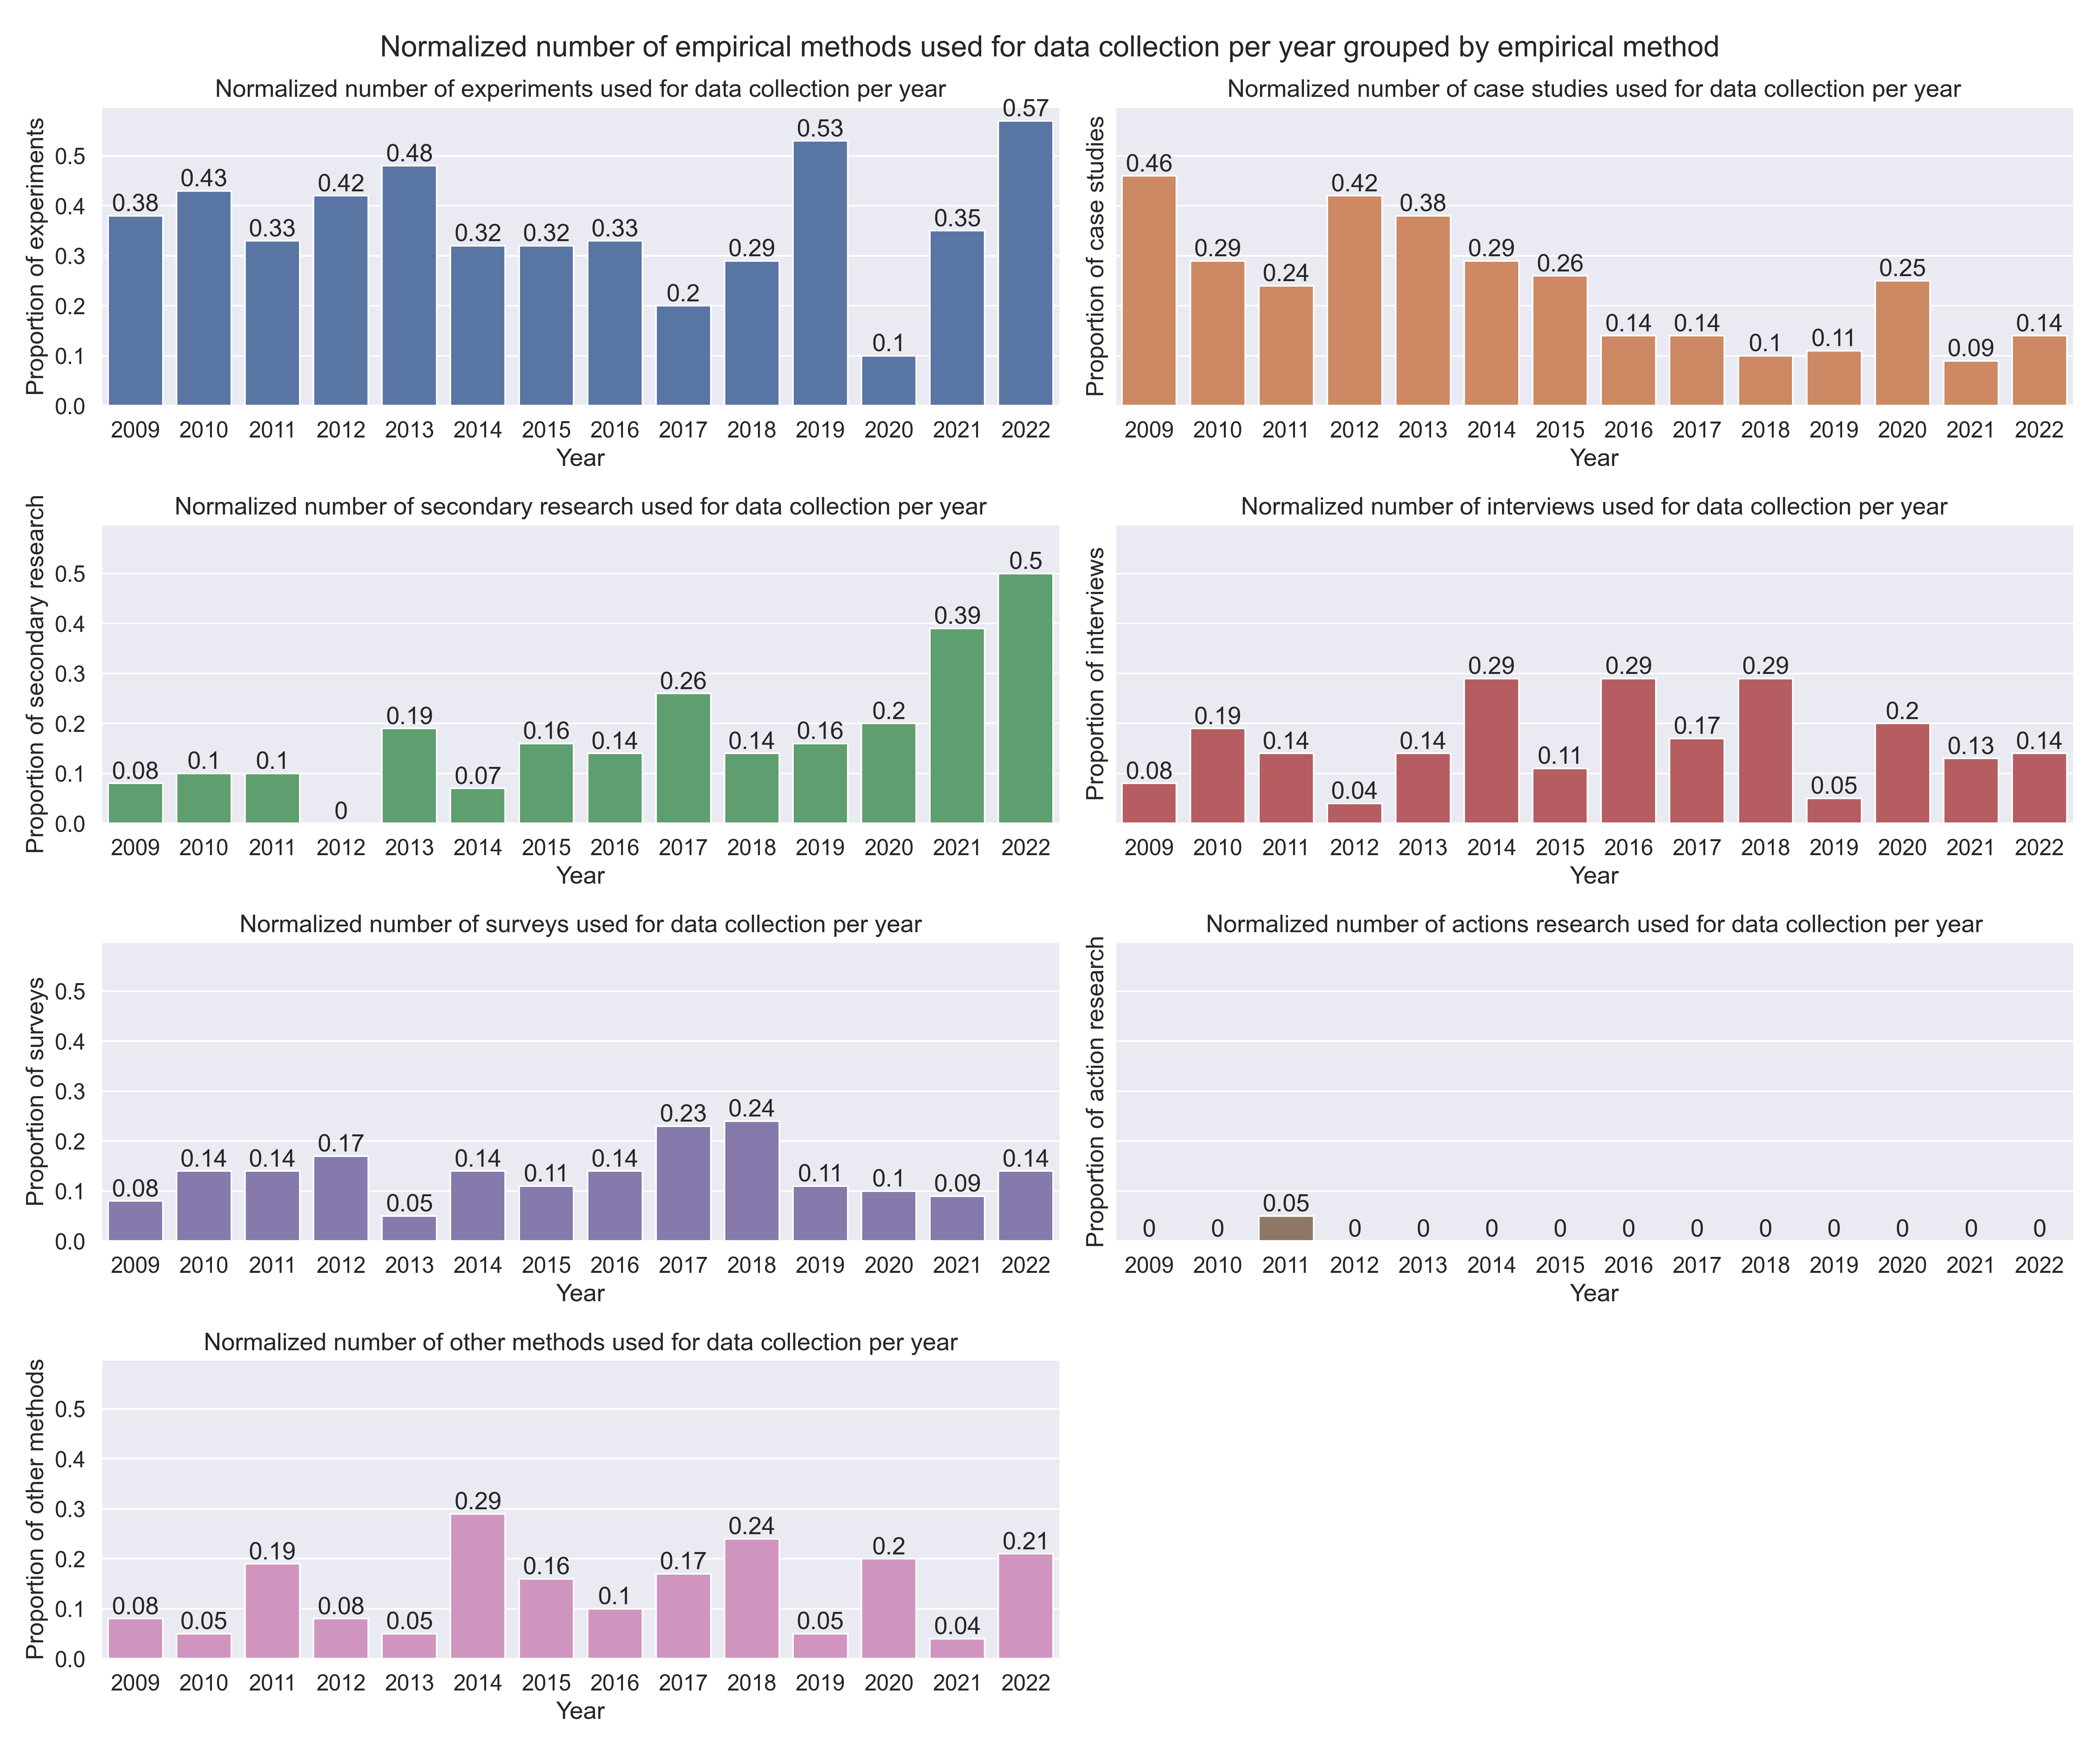 Normalized number of empirical methods used for data collection per year grouped by empirical method
Normalized number of experiments used for data collection per year
Proportion of experiments
0.5
0.4
0.3
0.2
0.1
0.0
0.38 0.43 0.33 0.42 0.48 0.32 0.32 0.33 0.2 0.29 0.53 0.1 0.35 0.57
2009 2010 2011 2012 2013 2014 2015 2016 2017 2018 2019 2020 2021 2022
Year
Normalized number of case studies used for data collection per year
Proportion of case studies
0.46 0.29 0.24 0.42 0.38 0.29 0.26 0.14 0.14 0.1 0.11 0.25 0.09 0.14
2009 2010 2011 2012 2013 2014 2015 2016 2017 2018 2019 2020 2021 2022
Year
Normalized number of secondary research used for data collection per year
Proportion of secondary research
0.5
0.4
0.3
0.2
0.1
0.0
0.08 0.1 0.1 0 0.19 0.07 0.16 0.14 0.26 0.14 0.16 0.2 0.39 0.5
2009 2010 2011 2012 2013 2014 2015 2016 2017 2018 2019 2020 2021 2022
Year
Normalized number of interviews used for data collection per year
Proportion of interviews
0.08 0.19 0.14 0.04 0.14 0.29 0.11 0.29 0.17 0.29 0.05 0.2 0.13 0.14
2009 2010 2011 2012 2013 2014 2015 2016 2017 2018 2019 2020 2021 2022
Year
Normalized number of surveys used for data collection per year
Proportion of surveys
0.5
0.4
0.3
0.2
0.1
0.0
0.08 0.14 0.14 0.17 0.05 0.14 0.11 0.14 0.23 0.24 0.11 0.1 0.09 0.14
2009 2010 2011 2012 2013 2014 2015 2016 2017 2018 2019 2020 2021 2022
Year
Normalized number of actions research used for data collection per year
Proportion of action research
0 0 0.05 0 0 0 0 0 0 0 0 0 0 0
2009 2010 2011 2012 2013 2014 2015 2016 2017 2018 2019 2020 2021 2022
Year
Normalized number of other methods used for data collection per year
Proportion of other methods
0.5
0.4
0.3
0.2
0.1
0.0
0.08 0.05 0.19 0.08 0.05 0.29 0.16 0.1 0.17 0.24 0.05 0.2 0.04 0.21
2009 2010 2011 2012 2013 2014 2015 2016 2017 2018 2019 2020 2021 2022
Year